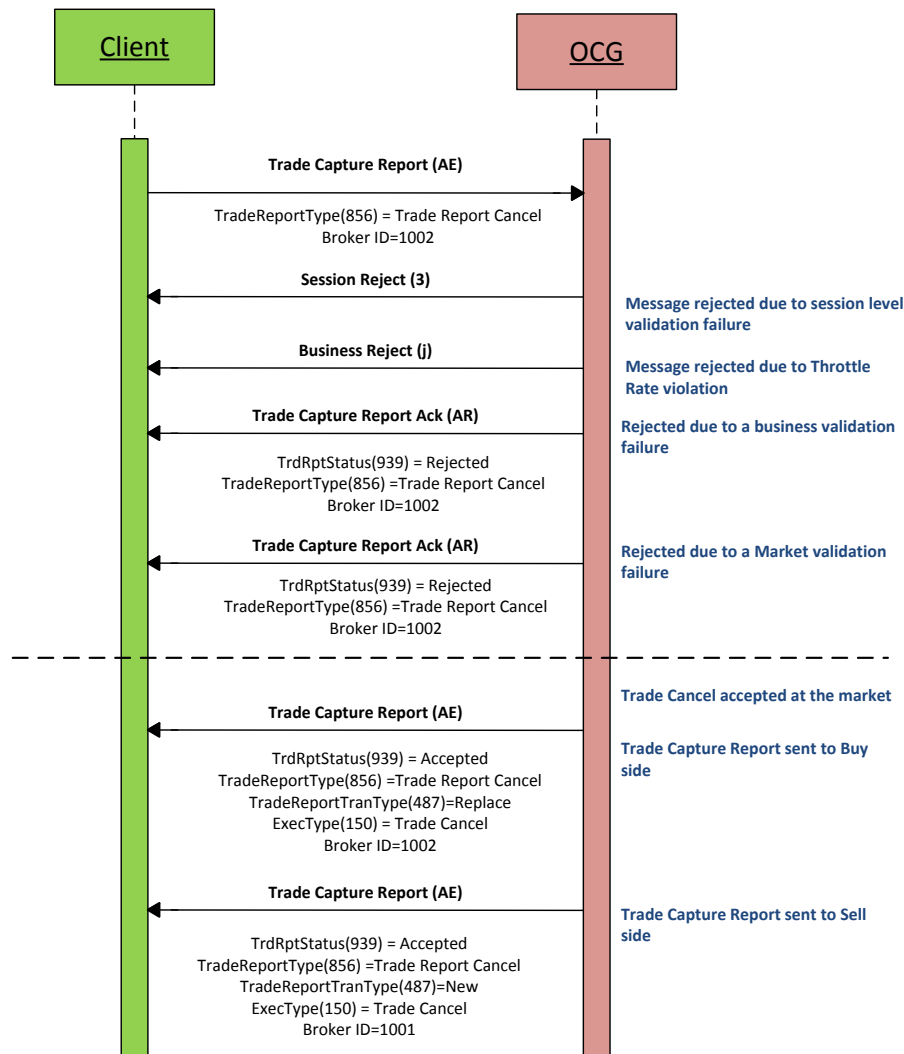 Client
OCG
Trade Capture Report (AE)
TradeReportType(856) = Trade Report Cancel
Broker ID=1002
Session Reject (3)
Message rejected due to session level
validation failure
Business Reject (j)
Message rejected due to Throttle
Rate violation
Trade Capture Report Ack (AR)
Rejected due to a business validation
failure
TrdRptStatus(939) = Rejected
TradeReportType(856) =Trade Report Cancel
Broker ID=1002
Trade Capture Report Ack (AR)
Rejected due to a Market validation
failure
TrdRptStatus(939) = Rejected
TradeReportType(856) =Trade Report Cancel
Broker ID=1002
Trade Cancel accepted at the market
Trade Capture Report (AE)
Trade Capture Report sent to Buy
side
TrdRptStatus(939) = Accepted
TradeReportType(856) =Trade Report Cancel
TradeReportTranType(487)=Replace
ExecType(150) = Trade Cancel
Broker ID=1002
Trade Capture Report (AE)
Trade Capture Report sent to Sell
side
TrdRptStatus(939) = Accepted
TradeReportType(856) =Trade Report Cancel
TradeReportTranType(487)=New
ExecType(150) = Trade Cancel
Broker ID=1001